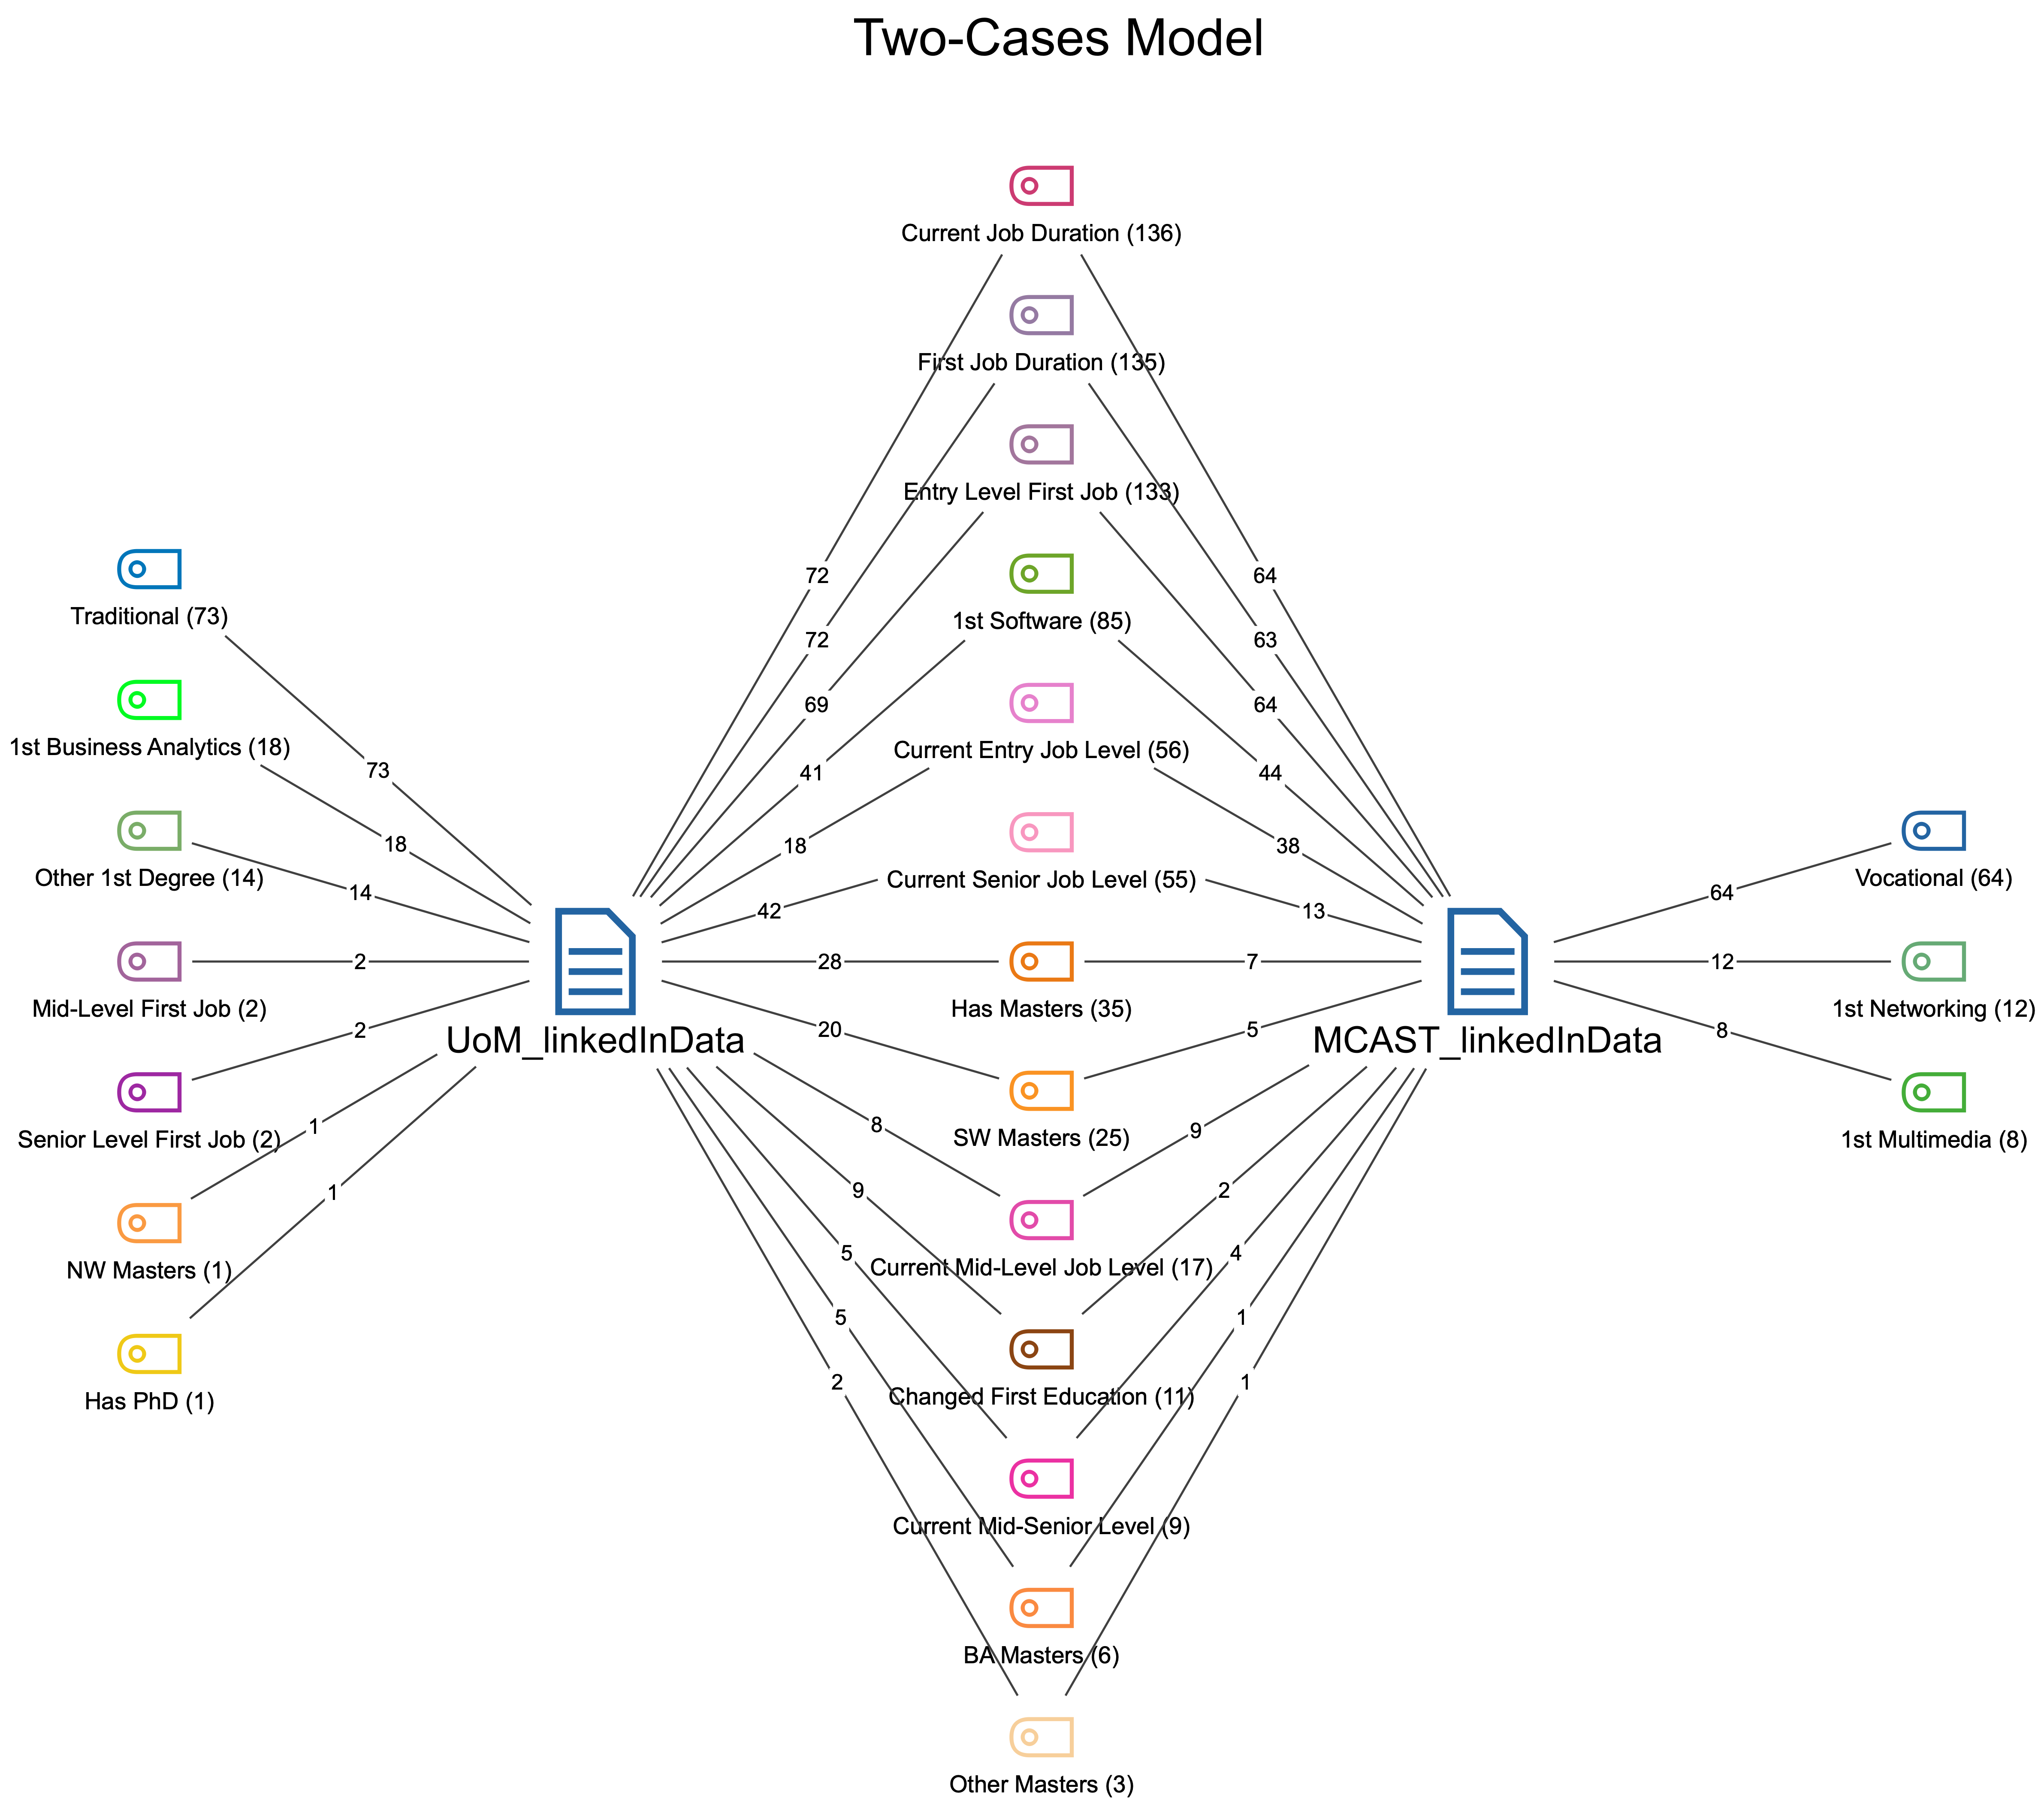 Two-Cases Model
Current Job Duration (136)
First Job Duration (135)
Entry Level First Job (133)
1st Software (85)
Current Entry Job Level (56)
Current Senior Job Level (55)
Has Masters (35)
SW Masters (25)
Current Mid-Level Job Level (17)
Changed First Education (11)
Current Mid-Senior Level (9)
BA Masters (6)
Other Masters (3)
Traditional (73)
1st Business Analytics (18)
Other 1st Degree (14)
Mid-Level First Job (2)
Senior Level First Job (2)
NW Masters (1)
Has PhD (1)
73
18
14
2
2
1
1
UoM_linkedInData
72
72
69
41
18
42
28
20
8
9
5
5
2
64
63
64
44
38
13
7
5
9
2
4
1
1
MCAST_linkedInData
64
12
8
Vocational (64)
1st Networking (12)
1st Multimedia (8)